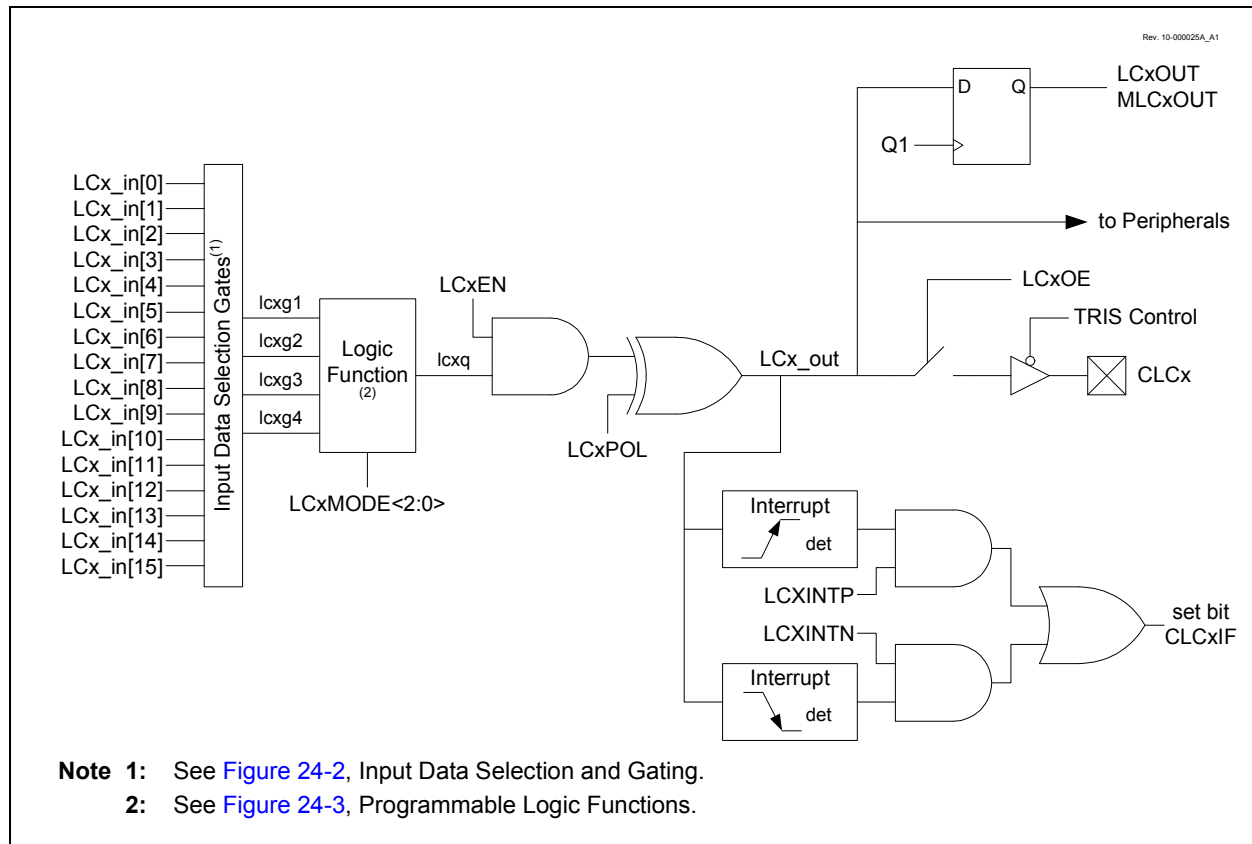 Rev. 10-000025A_A1
LCxOUT
MLCxOUT
D
Q
Q1
to Peripherals
LCx_in[0]
LCx_in[1]
LCx_in[2]
LCx_in[3]
LCx_in[4]
LCx_in[5]
LCx_in[6]
LCx_in[7]
LCx_in[8]
LCx_in[9]
LCx_in[10]
LCx_in[11]
LCx_in[12]
LCx_in[13]
LCx_in[14]
LCx_in[15]
Input Data Selection Gates(1)
lcxg1
lcxg2
lcxg3
lcxg4
Logic
Function
(2)
LCxMODE<2:0>
lcxq
LCxEN
LCxPOL
LCx_out
LCxOE
TRIS Control
CLCx
Interrupt
det
LCXINTP
LCXINTN
Interrupt
det
set bit
CLCxIF
Note 1: See Figure 24-2, Input Data Selection and Gating.
2: See Figure 24-3, Programmable Logic Functions.